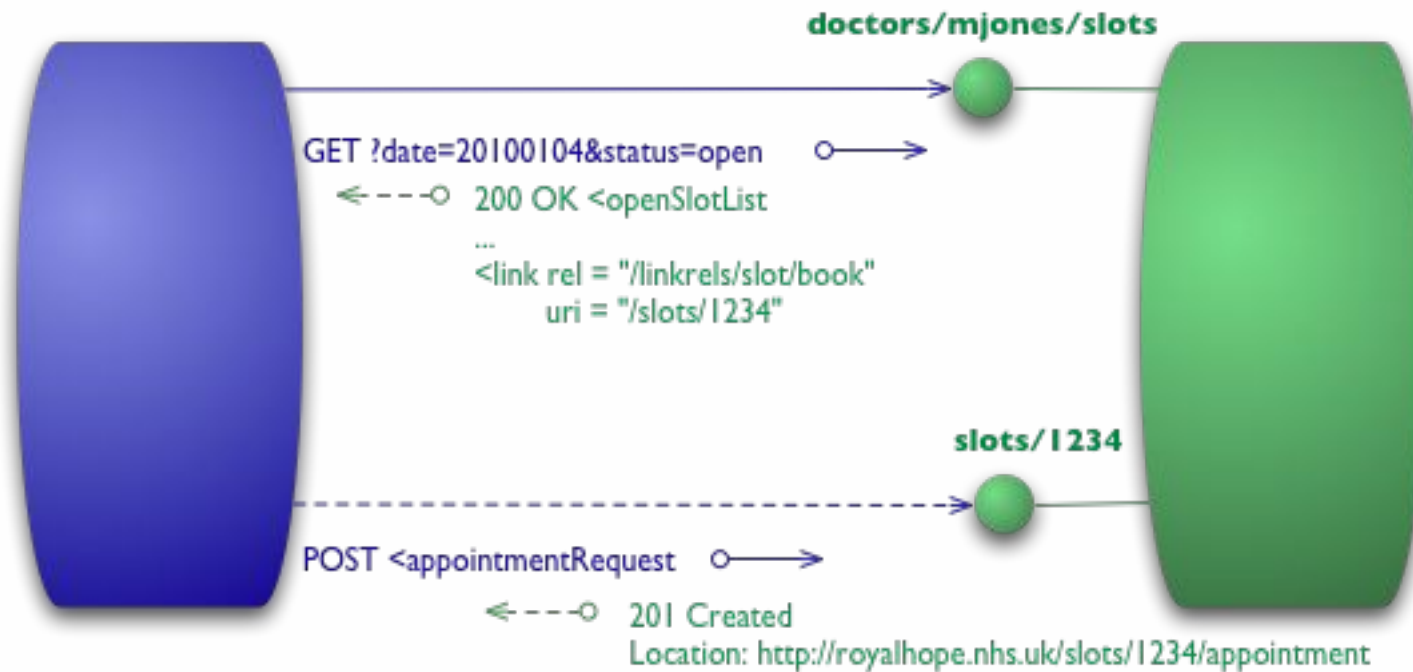 doctors/mjones/slots
GET ?date=20100104&status=open
200 OK <openSlotList
...
<link rel = "/linkrels/slot/book"
uri = "/slots/1234"
slots/1234
POST <appointmentRequest
201 Created
Location: http://royalhope.nhs.uk/slots/1234/appointment